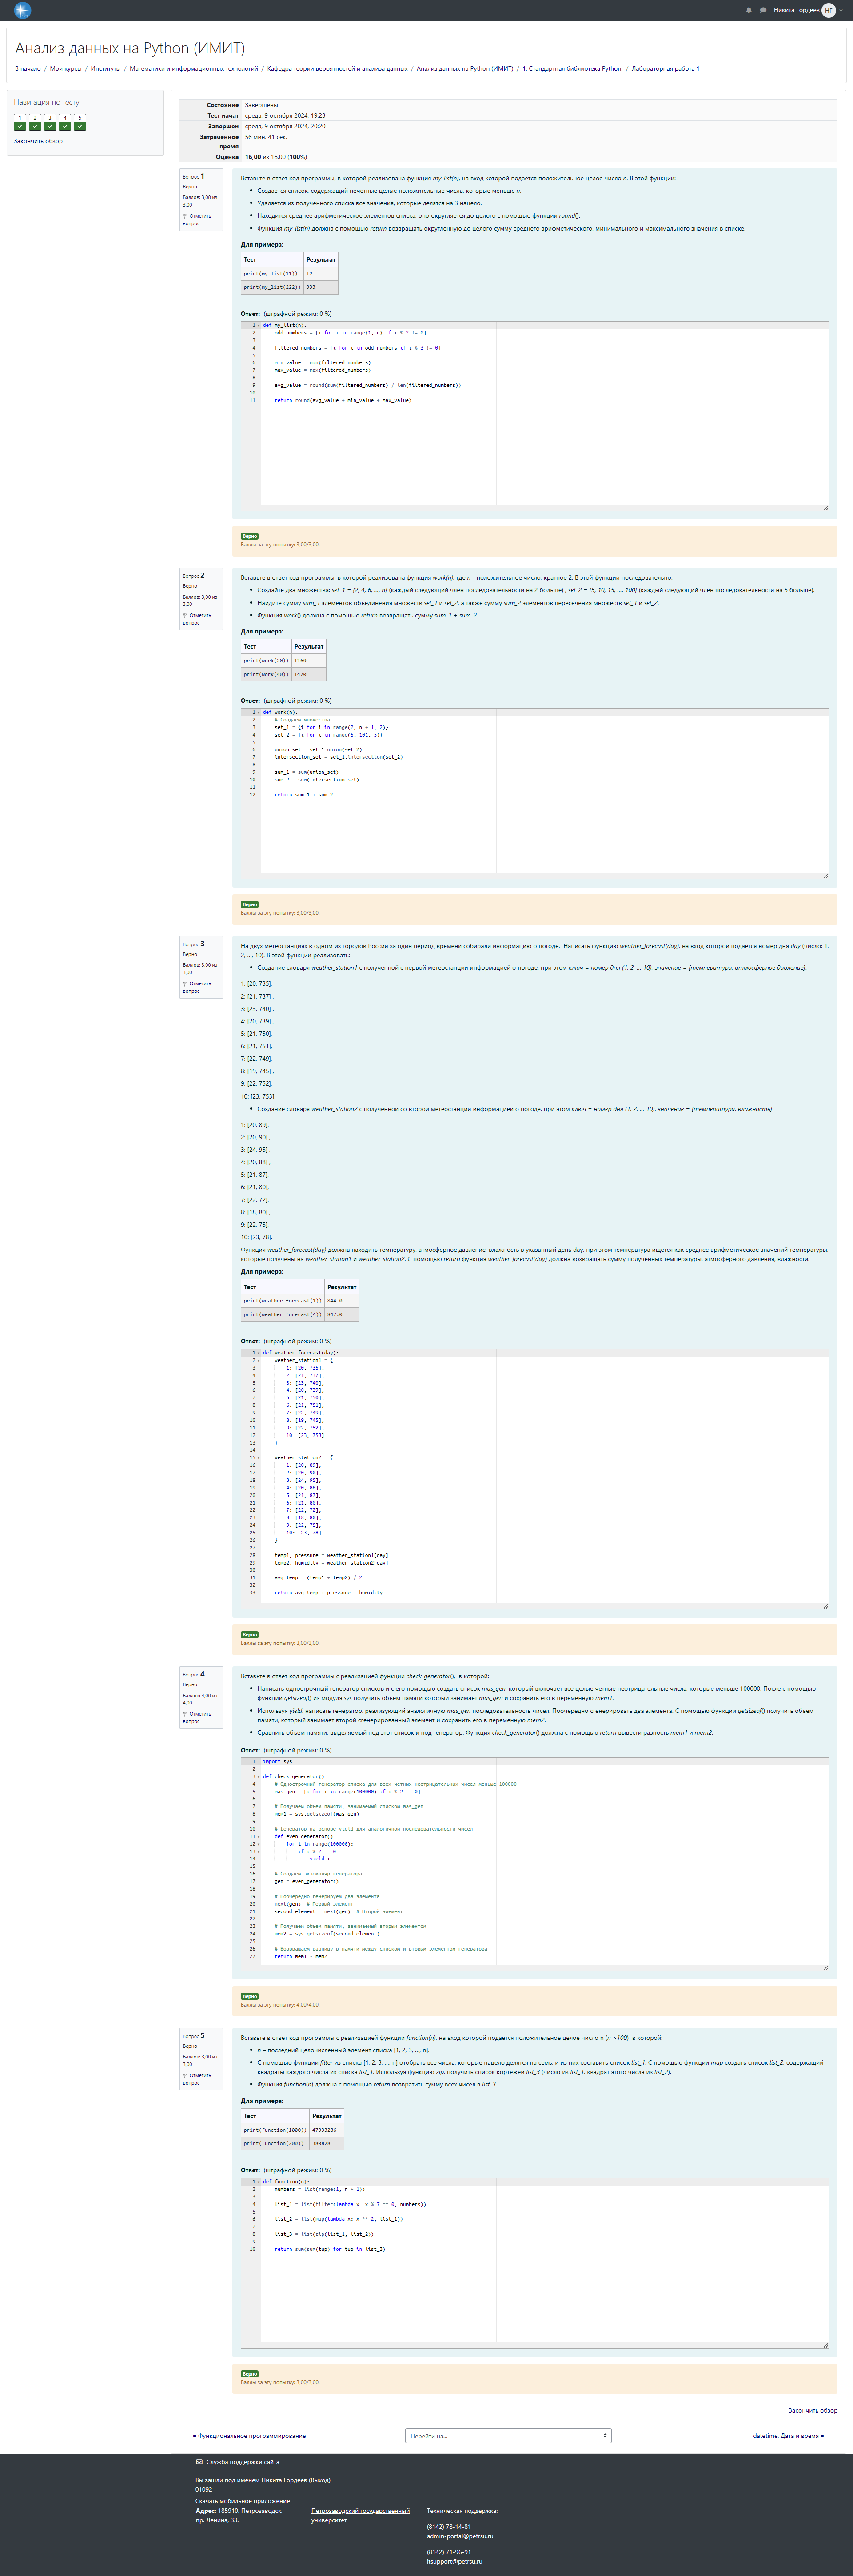 Никита Гордеев НГ
Анализ данных на Python (ИМИТ)
В начало / Мои курсы / Институты / Математики и информационных технологий / Кафедра теории вероятностей и анализа данных / Анализ данных на Python (ИМИТ) / 1. Стандартная библиотека Python. / Лабораторная работа 1
Навигация по тесту
1 2 3 4 5
Закончить обзор
Состояние Завершены
Тест начат среда, 9 октября 2024, 19:23
Завершен среда, 9 октября 2024, 20:20
Затраченное время 56 мин. 41 сек.
Оценка 16,00 из 16,00 (100%)
Вопрос 1
Верно
Баллов: 3,00 из
3,00
Отметить
вопрос
Вставьте в ответ код программы, в которой реализована функция my_list(n), на вход которой подается положительное целое число n. В этой функции:
Создается список, содержащий нечетные целые положительные числа, которые меньше n.
Удаляется из полученного списка все значения, которые делятся на 3 нацело.
Находится среднее арифметическое элементов списка, оно округляется до целого с помощью функции round().
Функция my_list(n) должна с помощью return возвращать округленную до целого сумму среднего арифметического, минимального и максимального значения в списке.
Для примера:
Тест Результат
print(my_list(11)) 12
print(my_list(222)) 333
Ответ: (штрафной режим: 0 %)
1 def my_list(n):
2 odd_numbers = [i for i in range(1, n) if i % 2 != 0]
3
4 filtered_numbers = [i for i in odd_numbers if i % 3 != 0]
5
6 min_value = min(filtered_numbers)
7 max_value = max(filtered_numbers)
8
9 avg_value = round(sum(filtered_numbers) / len(filtered_numbers))
10
11 return round(avg_value + min_value + max_value)
Верно
Баллы за эту попытку: 3,00/3,00.
Вопрос 2
Верно
Баллов: 3,00 из
3,00
Отметить
вопрос
Вставьте в ответ код программы, в которой реализована функция work(n), где n - положительное число, кратное 2. В этой функции последовательно:
Создайте два множества: set_1 = {2, 4, 6, ..., n} (каждый следующий член последовательности на 2 больше) , set_2 = {5, 10, 15, ..., 100} (каждый следующий член последовательности на 5 больше).
Найдите сумму sum_1 элементов объединения множеств set_1 и set_2, а также сумму sum_2 элементов пересечения множеств set_1 и set_2.
Функция work() должна с помощью return возвращать сумму sum_1 + sum_2.
Для примера:
Тест Результат
print(work(20)) 1160
print(work(40)) 1470
Ответ: (штрафной режим: 0 %)
1 def work(n):
2 # Создаем множества
3 set_1 = {i for i in range(2, n + 1, 2)}
4 set_2 = {i for i in range(5, 101, 5)}
5
6 union_set = set_1.union(set_2)
7 intersection_set = set_1.intersection(set_2)
8
9 sum_1 = sum(union_set)
10 sum_2 = sum(intersection_set)
11
12 return sum_1 + sum_2
Верно
Баллы за эту попытку: 3,00/3,00.
Вопрос 3
Верно
Баллов: 3,00 из
3,00
Отметить
вопрос
На двух метеостанциях в одном из городов России за один период времени собирали информацию о погоде. Написать функцию weather_forecast(day), на вход которой подается номер дня day (число: 1,
2, ..., 10). В этой функции реализовать:
Создание словаря weather_station1 с полученной с первой метеостанции информацией о погоде, при этом ключ = номер дня (1, 2, ... 10), значение = [температура, атмосферное давление]:
1: [20, 735],
2: [21, 737] ,
3: [23, 740] ,
4: [20, 739] ,
5: [21, 750],
6: [21, 751],
7: [22, 749],
8: [19, 745] ,
9: [22, 752],
10: [23, 753],
Создание словаря weather_station2 с полученной со второй метеостанции информацией о погоде, при этом ключ = номер дня (1, 2, ... 10), значение = [температура, влажность]:
1: [20, 89],
2: [20, 90] ,
3: [24, 95] ,
4: [20, 88] ,
5: [21, 87],
6: [21, 80],
7: [22, 72],
8: [18, 80] ,
9: [22, 75],
10: [23, 78],
Функция weather_forecast(day) должна находить температуру, атмосферное давление, влажность в указанный день day, при этом температура ищется как среднее арифметическое значений температуры,
которые получены на weather_station1 и weather_station2. С помощью return функция weather_forecast(day) должна возвращать сумму полученных температуры, атмосферного давления, влажности.
Для примера:
Тест Результат
print(weather_forecast(1)) 844.0
print(weather_forecast(4)) 847.0
Ответ: (штрафной режим: 0 %)
1 def weather_forecast(day):
2 weather_station1 = {
3 1: [20, 735],
4 2: [21, 737],
5 3: [23, 740],
6 4: [20, 739],
7 5: [21, 750],
8 6: [21, 751],
9 7: [22, 749],
10 8: [19, 745],
11 9: [22, 752],
12 10: [23, 753]
13 }
14
15 weather_station2 = {
16 1: [20, 89],
17 2: [20, 90],
18 3: [24, 95],
19 4: [20, 88],
20 5: [21, 87],
21 6: [21, 80],
22 7: [22, 72],
23 8: [18, 80],
24 9: [22, 75],
25 10: [23, 78]
26 }
27
28 temp1, pressure = weather_station1[day]
29 temp2, humidity = weather_station2[day]
30
31 avg_temp = (temp1 + temp2) / 2
32
33 return avg_temp + pressure + humidity
Верно
Баллы за эту попытку: 3,00/3,00.
Вопрос 4
Верно
Баллов: 4,00 из
4,00
Отметить
вопрос
Вставьте в ответ код программы с реализацией функции check_generator(), в которой:
Написать однострочный генератор списков и с его помощью создать список mas_gen, который включает все целые четные неотрицательные числа, которые меньше 100000. После с помощью
функции getsizeof() из модуля sys получить объём памяти который занимает mas_gen и сохранить его в переменную mem1.
Используя yield, написать генератор, реализующий аналогичную mas_gen последовательность чисел. Поочерёдно сгенерировать два элемента. С помощью функции getsizeof() получить объём
памяти, который занимает второй сгенерированный элемент и сохранить его в переменную mem2.
Сравнить объем памяти, выделяемый под этот список и под генератор. Функция check_generator() должна с помощью return вывести разность mem1 и mem2.
Ответ: (штрафной режим: 0 %)
1 import sys
2
3 def check_generator():
4 # Однострочный генератор списка для всех четных неотрицательных чисел меньше 100000
5 mas_gen = [i for i in range(100000) if i % 2 == 0]
6
7 # Получаем объем памяти, занимаемый списком mas_gen
8 mem1 = sys.getsizeof(mas_gen)
9
10 # Генератор на основе yield для аналогичной последовательности чисел
11 def even_generator():
12 for i in range(100000):
13 if i % 2 == 0:
14 yield i
15
16 # Создаем экземпляр генератора
17 gen = even_generator()
18
19 # Поочередно генерируем два элемента
20 next(gen) # Первый элемент
21 second_element = next(gen) # Второй элемент
22
23 # Получаем объем памяти, занимаемый вторым элементом
24 mem2 = sys.getsizeof(second_element)
25
26 # Возвращаем разницу в памяти между списком и вторым элементом генератора
27 return mem1 - mem2
Верно
Баллы за эту попытку: 4,00/4,00.
Вопрос 5
Верно
Баллов: 3,00 из
3,00
Отметить
вопрос
Вставьте в ответ код программы с реализацией функции function(n), на вход которой подается положительное целое число n (n >100) в которой:
n – последний целочисленный элемент списка [1, 2, 3, ..., n].
С помощью функции filter из списка [1, 2, 3, ..., n] отобрать все числа, которые нацело делятся на семь, и из них составить список list_1. С помощью функции map создать список list_2, содержащий
квадраты каждого числа из списка list_1. Используя функцию zip, получить список кортежей list_3 (число из list_1, квадрат этого числа из list_2).
Функция function(n) должна с помощью return возвратить сумму всех чисел в list_3.
Для примера:
Тест Результат
print(function(1000)) 47333286
print(function(200)) 380828
Ответ: (штрафной режим: 0 %)
1 def function(n):
2 numbers = list(range(1, n + 1))
3
4 list_1 = list(filter(lambda x: x % 7 == 0, numbers))
5
6 list_2 = list(map(lambda x: x ** 2, list_1))
7
8 list_3 = list(zip(list_1, list_2))
9
10 return sum(sum(tup) for tup in list_3)
Верно
Баллы за эту попытку: 3,00/3,00.
Закончить обзор
◄ Функциональное программирование
Перейти на...
datetime. Дата и время ►
Служба поддержки сайта
Вы зашли под именем Никита Гордеев (Выход)
01092
Скачать мобильное приложение
Адрес: 185910, Петрозаводск,
пр. Ленина, 33.
Петрозаводский государственный
университет
Техническая поддержка:
(8142) 78-14-81
admin-portal@petrsu.ru
(8142) 71-96-91
itsupport@petrsu.ru